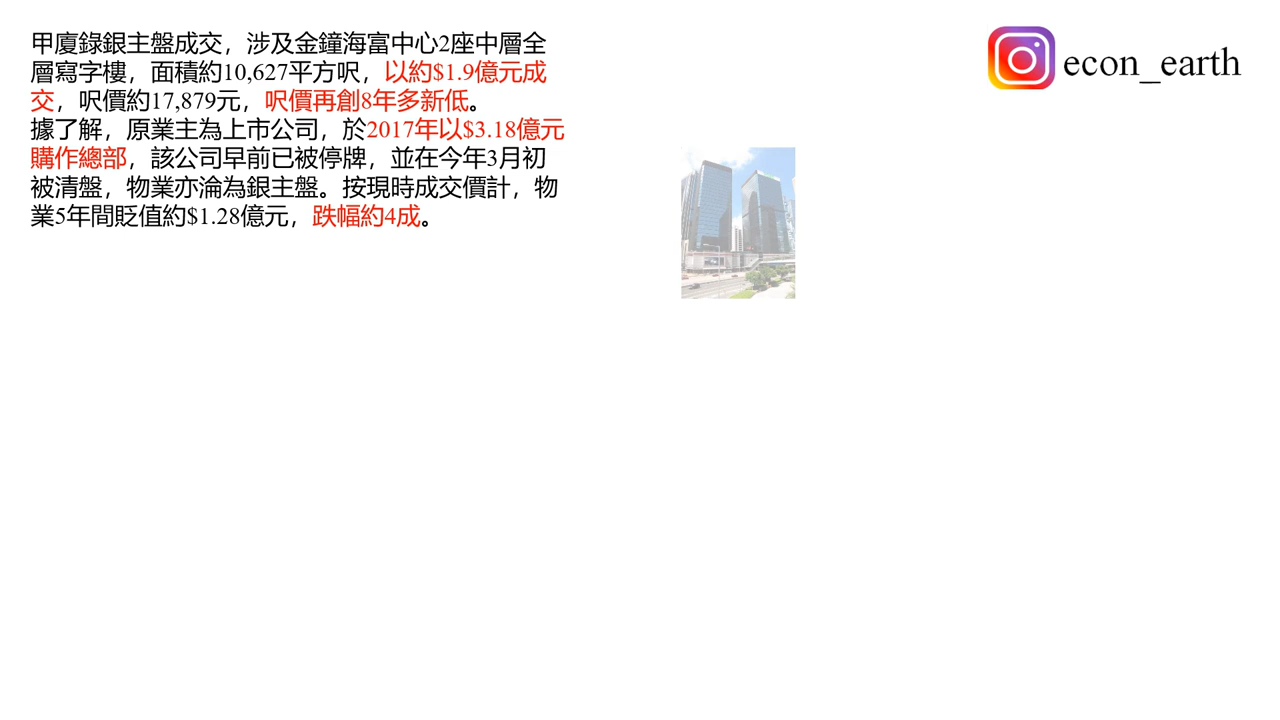 甲廈錄銀主盤成交，涉及金鐘海富中心2座中層全
層寫字樓，面積約10,627平方呎，以約$1.9億元成
交，呎價約17,879元，呎價再創8年多新低。
據了解，原業主為上市公司，於2017年以$3.18億元
購作總部，該公司早前已被停牌，並在今年3月初
被清盤，物業亦淪為銀主盤。按現時成交價計，物
業5年間貶值約$1.28億元，跌幅約4成。
econ_earth